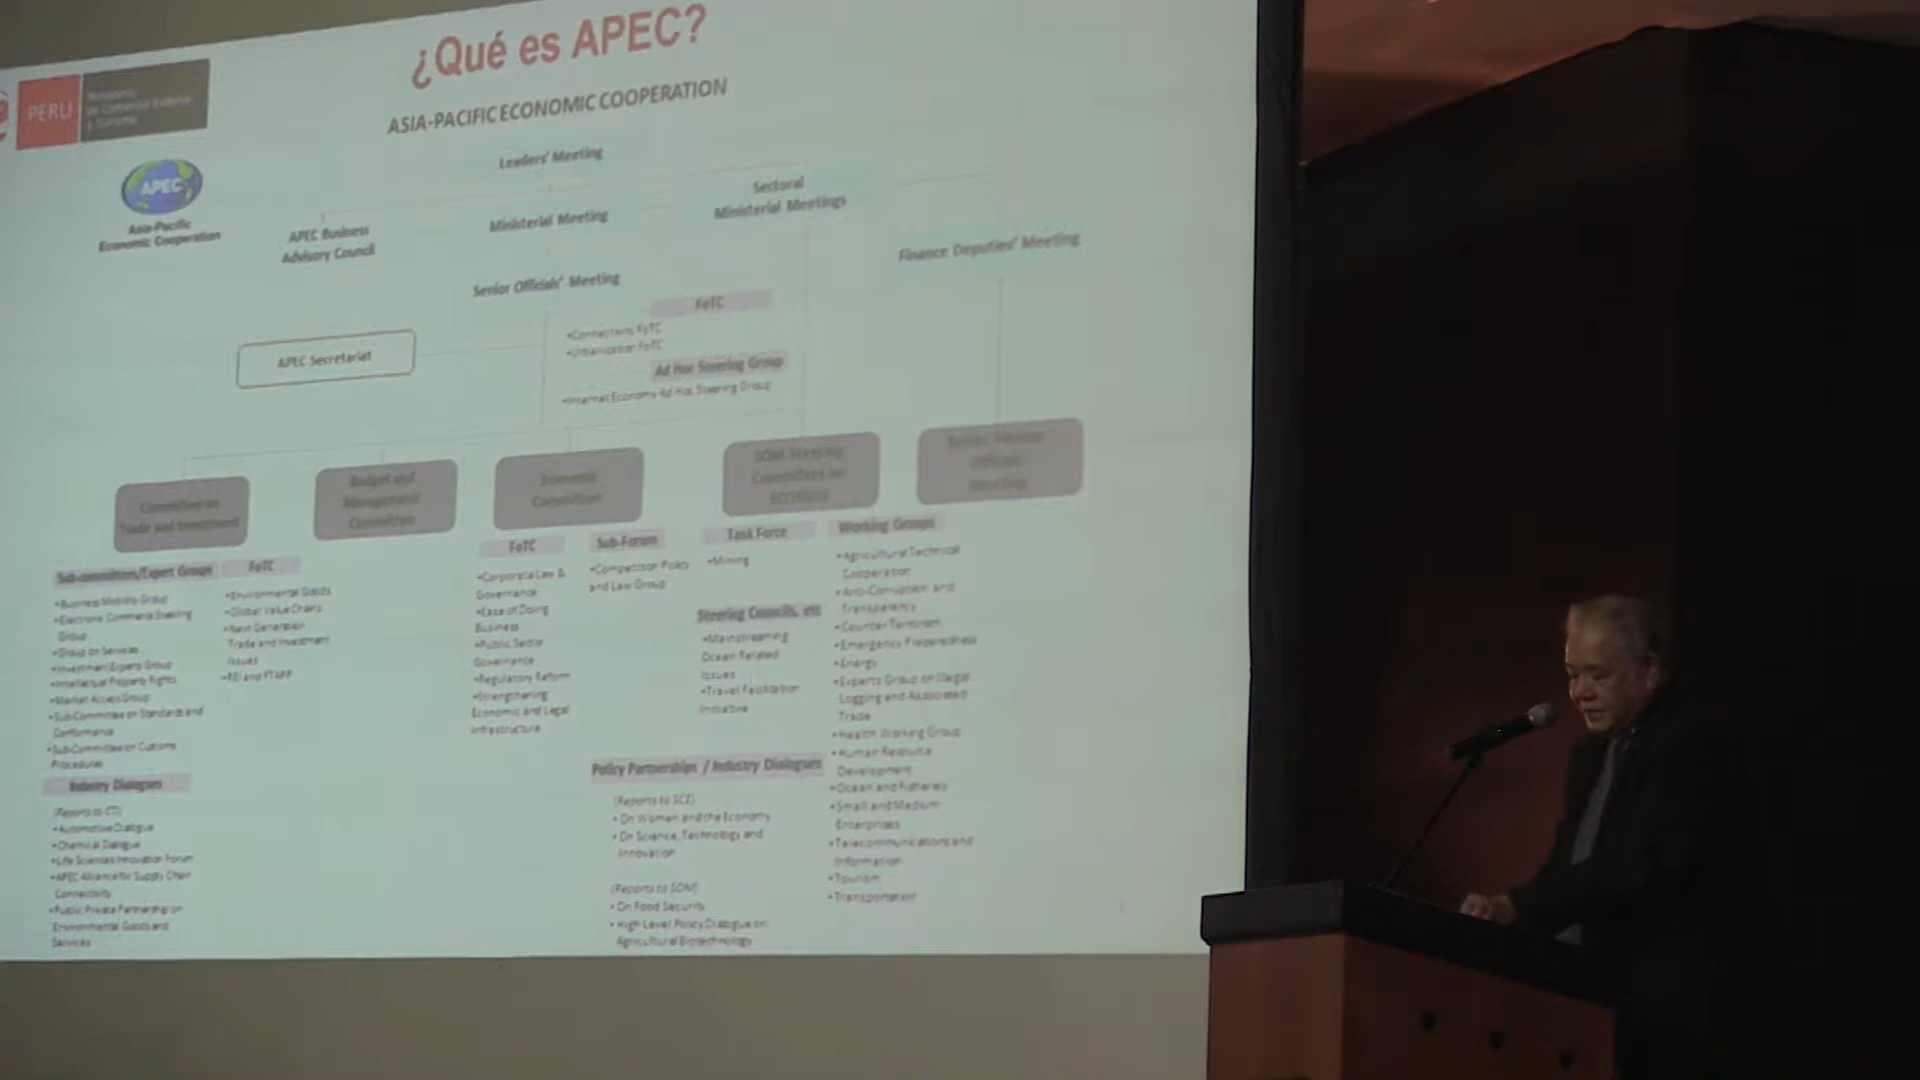 ¿Qué es APEC?
PERU
Ministerio
de Comercio Exterior
y Turismo
ASIA-PACIFIC ECONOMIC COOPERATION
APEC
Asia-Pacific
Economic Cooperation
Leaders' Meeting
APEC Business
Advisory Council
Ministerial Meeting
Sectoral
Ministerial Meetings
Finance Deputies' Meeting
Senior Officials' Meeting
APEC Secretariat
FoTC
•Connectivity FoTC
•Urbanization FoTC
Ad Hoc Steering Group
•Internet Economy Ad Hoc Steering Group
Committee on
Trade and Investment
Budget and
Management
Committee
Economic
Committee
SOM Steering
Committee on
ECOTECH
Senior Finance
Officials'
Meeting
Sub-committees/Expert Groups
•Business Mobility Group
•Electronic Commerce Steering
Group
•Group on Services
•Investment Experts Group
•Intellectual Property Rights
•Market Access Group
•Sub-Committee on Standards and
Conformance
•Sub-Committee on Customs
Procedures
Industry Dialogues
(Reports to CTI)
•Automotive Dialogue
•Chemical Dialogue
•Life Sciences Innovation Forum
•APEC Alliance for Supply Chain
Connectivity
•Public Private Partnership on
Environmental Goods and
Services
FoTC
•Environmental Goods
•Global Value Chains
•Next Generation
Trade and Investment
Issues
•REI and FTAAP
FoTC
•Corporate Law &
Governance
•Ease of Doing
Business
•Public Sector
Governance
•Regulatory Reform
•Strengthening
Economic and Legal
Infrastructure
Sub-Forum
•Competition Policy
and Law Group
Task Force
•Mining
Steering Councils, etc
•Mainstreaming
Ocean Related
Issues
•Travel Facilitation
Initiative
Policy Partnerships / Industry Dialogues
(Reports to SCE)
•On Women and the Economy
•On Science, Technology and
Innovation
(Reports to SOM)
•On Food Security
•High Level Policy Dialogue on
Agricultural Biotechnology
Working Groups
•Agricultural Technical
Cooperation
•Anti-Corruption and
Transparency
•Counter Terrorism
•Emergency Preparedness
•Energy
•Experts Group on Illegal
Logging and Associated
Trade
•Health Working Group
•Human Resource
Development
•Ocean and Fisheries
•Small and Medium
Enterprises
•Telecommunications and
Information
•Tourism
•Transportation